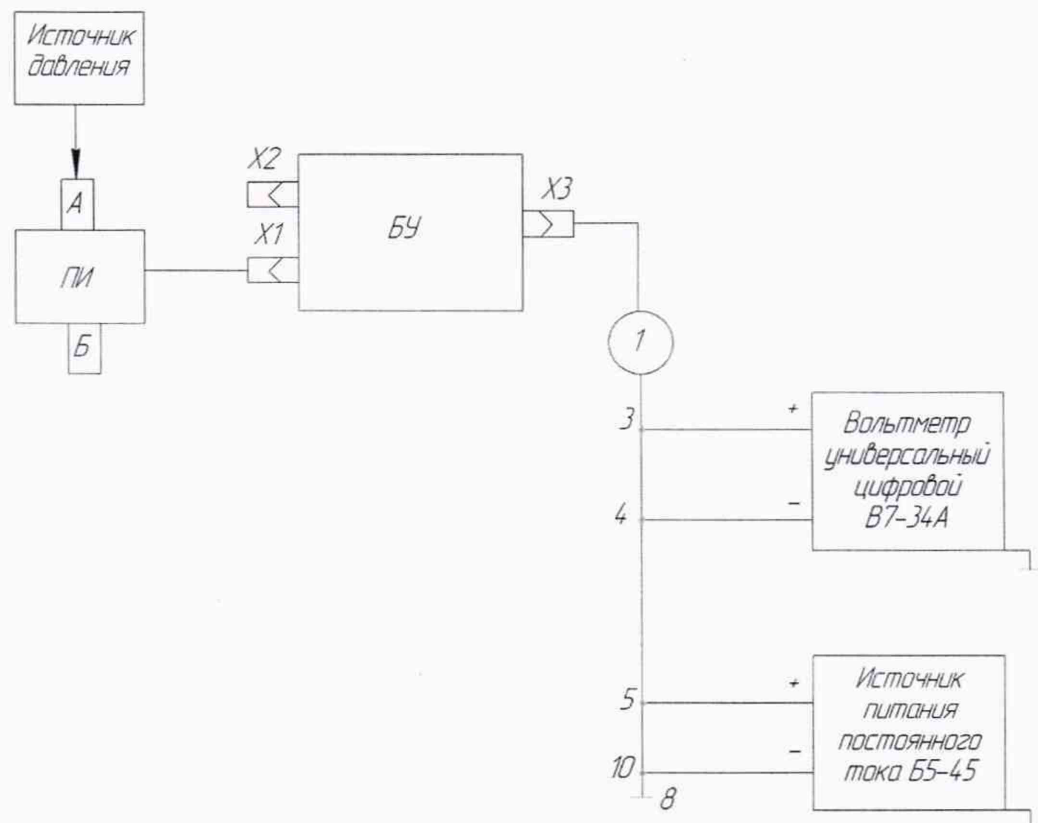 Источник
давления
А
ПИ
Б
Х2
Х1
БУ
Х3
1
3
+
4
−
Вольтметр
универсальный
цифровой
В7-34А
5
+
10
−
8
Источник
питания
постоянного
тока Б5-45